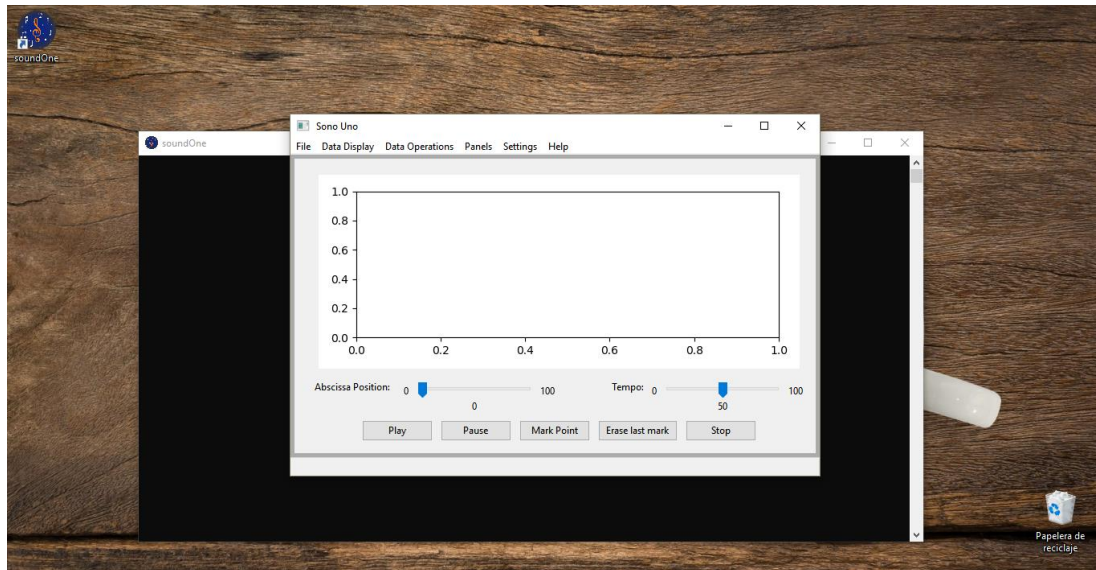 soundOne
Sono Uno
soundOne
File Data Display Data Operations Panels Settings Help
1.0
0.8
0.6
0.4
0.2
0.0
0.0 0.2 0.4 0.6 0.8 1.0
Abscissa Position: 0 100 Tempo: 0 100
0 50
Play Pause Mark Point Erase last mark Stop
Papelera de
reciclaje